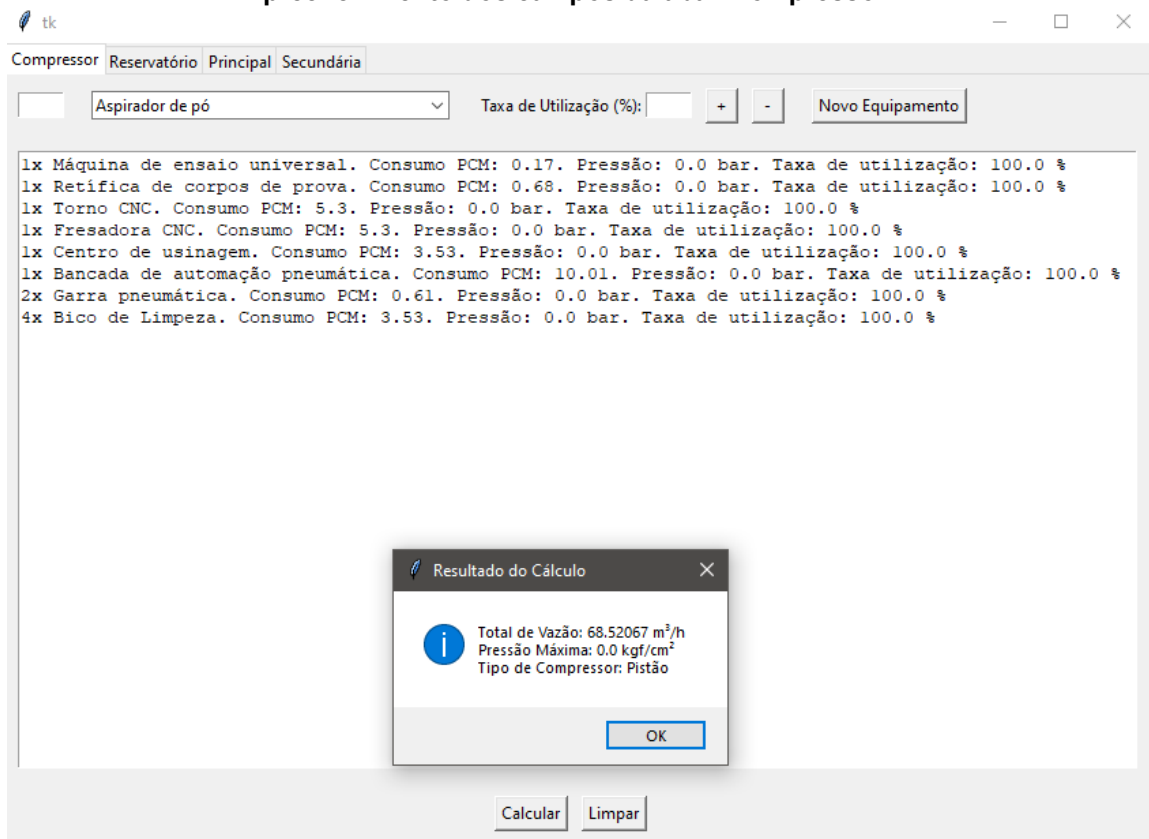 tk
Compressor Reservatório Principal Secundária
Aspirador de pó Taxa de Utilização (%): + - Novo Equipamento
1x Máquina de ensaio universal. Consumo PCM: 0.17. Pressão: 0.0 bar. Taxa de utilização: 100.0 %
1x Retífica de corpos de prova. Consumo PCM: 0.68. Pressão: 0.0 bar. Taxa de utilização: 100.0 %
1x Torno CNC. Consumo PCM: 5.3. Pressão: 0.0 bar. Taxa de utilização: 100.0 %
1x Fresadora CNC. Consumo PCM: 5.3. Pressão: 0.0 bar. Taxa de utilização: 100.0 %
1x Centro de usinagem. Consumo PCM: 3.53. Pressão: 0.0 bar. Taxa de utilização: 100.0 %
1x Bancada de automação pneumática. Consumo PCM: 10.01. Pressão: 0.0 bar. Taxa de utilização: 100.0 %
2x Garra pneumática. Consumo PCM: 0.61. Pressão: 0.0 bar. Taxa de utilização: 100.0 %
4x Bico de Limpeza. Consumo PCM: 3.53. Pressão: 0.0 bar. Taxa de utilização: 100.0 %
Resultado do Cálculo
Total de Vazão: 68.52067 m³/h
Pressão Máxima: 0.0 kgf/cm²
Tipo de Compressor: Pistão
OK
Calcular Limpar